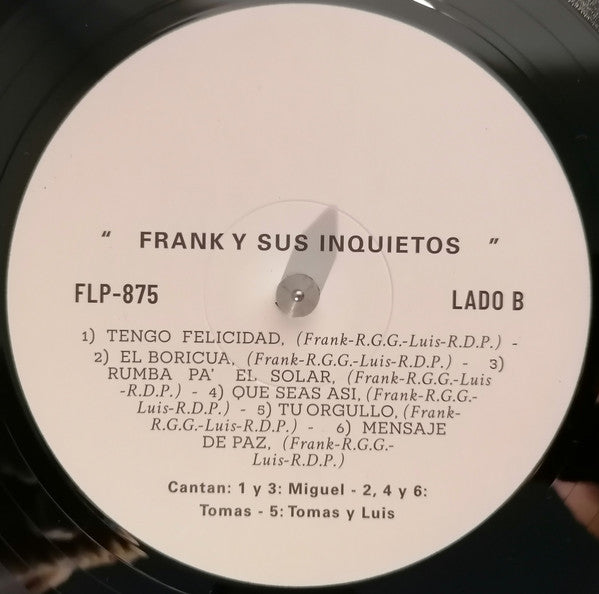 " FRANK Y SUS INQUIETOS "
FLP-875 LADO B
1) TENGO FELICIDAD, (Frank-R.G.G.-Luis-R.D.P.) -
2) EL BORICUA, (Frank-R.G.G.-Luis-R.D.P.) - 3)
RUMBA PA' EL SOLAR, (Frank-R.G.G.-Luis
-R.D.P.) - 4) QUE SEAS ASI, (Frank-R.G.G.-
Luis-R.D.P.) - 5) TU ORGULLO, (Frank-
R.G.G.-Luis-R.D.P.) - 6) MENSAJE
DE PAZ, (Frank-R.G.G.-
Luis-R.D.P.)
Cantan: 1 y 3: Miguel - 2, 4 y 6:
Tomas - 5: Tomas y Luis